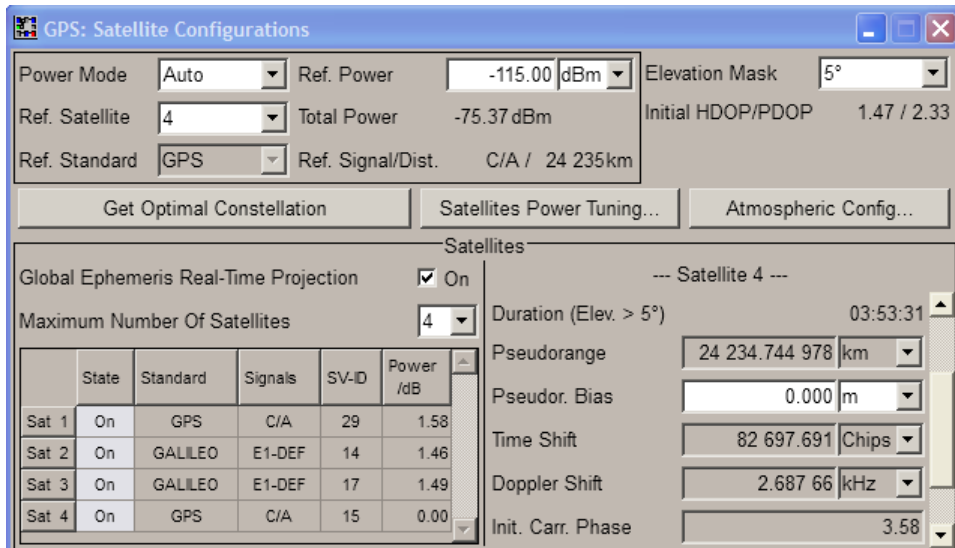 GPS: Satellite Configurations
Power Mode Auto Ref. Power -115.00 dBm Elevation Mask 5°
Ref. Satellite 4 Total Power -75.37 dBm Initial HDOP/PDOP 1.47 / 2.33
Ref. Standard GPS Ref. Signal/Dist. C/A / 24 235 km
Get Optimal Constellation Satellites Power Tuning... Atmospheric Config...
Satellites
Global Ephemeris Real-Time Projection On
Maximum Number Of Satellites 4
State Standard Signals SV-ID Power /dB
Sat 1 On GPS C/A 29 1.58
Sat 2 On GALILEO E1-DEF 14 1.46
Sat 3 On GALILEO E1-DEF 17 1.49
Sat 4 On GPS C/A 15 0.00
--- Satellite 4 ---
Duration (Elev. > 5°) 03:53:31
Pseudorange 24 234.744 978 km
Pseudor. Bias 0.000 m
Time Shift 82 697.691 Chips
Doppler Shift 2.687 66 kHz
Init. Carr. Phase 3.58